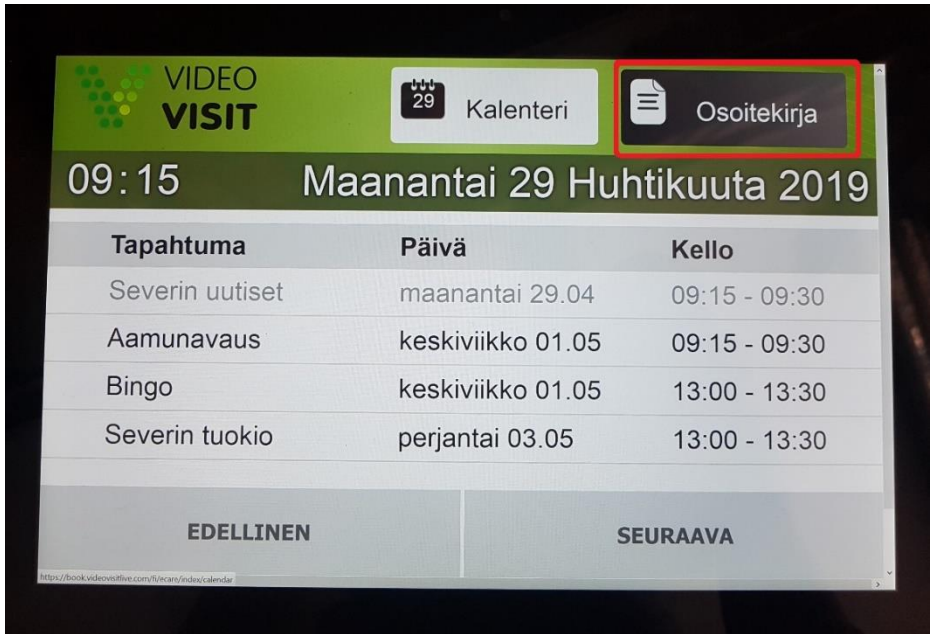 VIDEO
VISIT
29 Kalenteri
Osoitekirja
09:15 Maanantai 29 Huhtikuuta 2019
Tapahtuma Päivä Kello
Severin uutiset maanantai 29.04 09:15 - 09:30
Aamunavaus keskiviikko 01.05 09:15 - 09:30
Bingo keskiviikko 01.05 13:00 - 13:30
Severin tuokio perjantai 03.05 13:00 - 13:30
EDELLINEN SEURAAVA
https://book.videovisitlive.com/fi/ecare/index/calendar